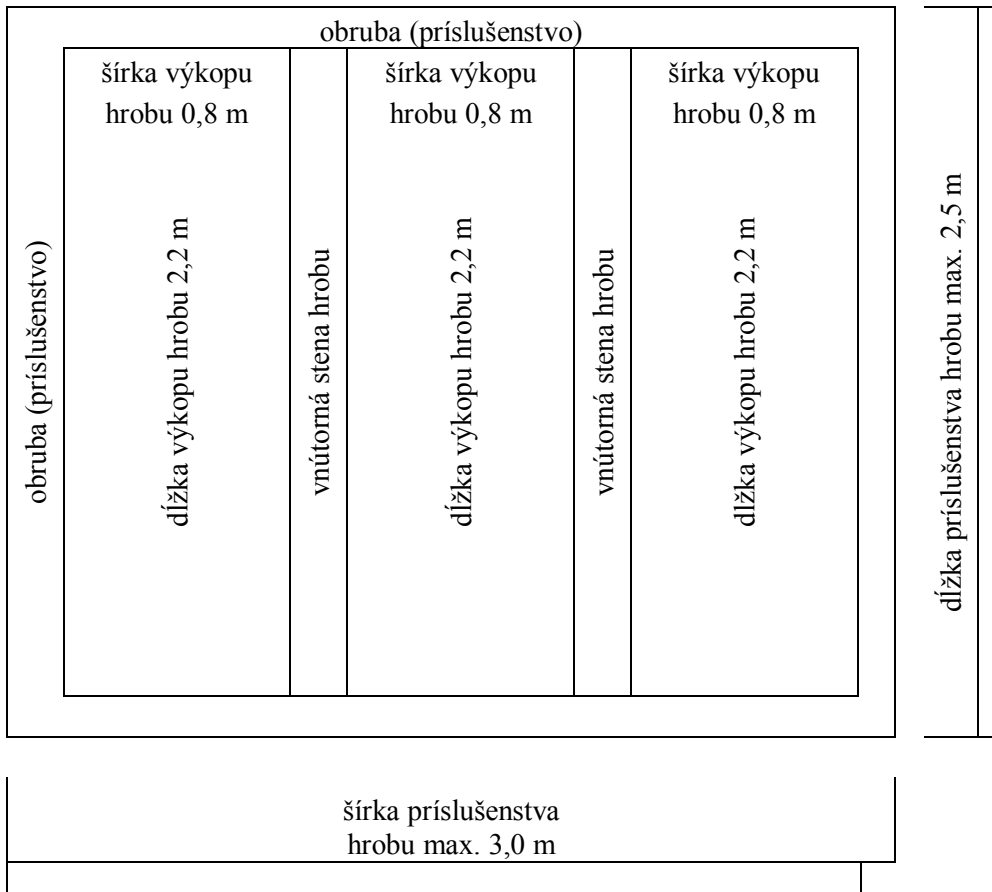 obruba (príslušenstvo)
šírka výkopu
hrobu 0,8 m
šírka výkopu
hrobu 0,8 m
šírka výkopu
hrobu 0,8 m
obruba (príslušenstvo)
dĺžka výkopu hrobu 2,2 m
vnútorná stena hrobu
dĺžka výkopu hrobu 2,2 m
vnútorná stena hrobu
dĺžka výkopu hrobu 2,2 m
dĺžka príslušenstva hrobu max. 2,5 m
šírka príslušenstva
hrobu max. 3,0 m